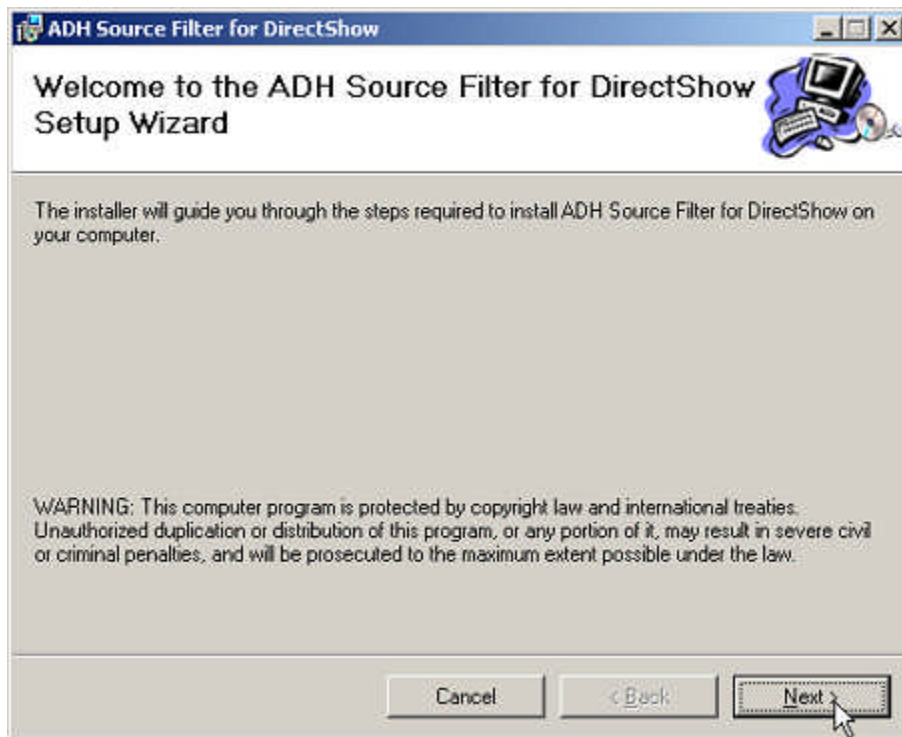 ADH Source Filter for DirectShow
Welcome to the ADH Source Filter for DirectShow
Setup Wizard
The installer will guide you through the steps required to install ADH Source Filter for DirectShow on
your computer.
WARNING: This computer program is protected by copyright law and international treaties.
Unauthorized duplication or distribution of this program, or any portion of it, may result in severe civil
or criminal penalties, and will be prosecuted to the maximum extent possible under the law.
Cancel < Back Next >